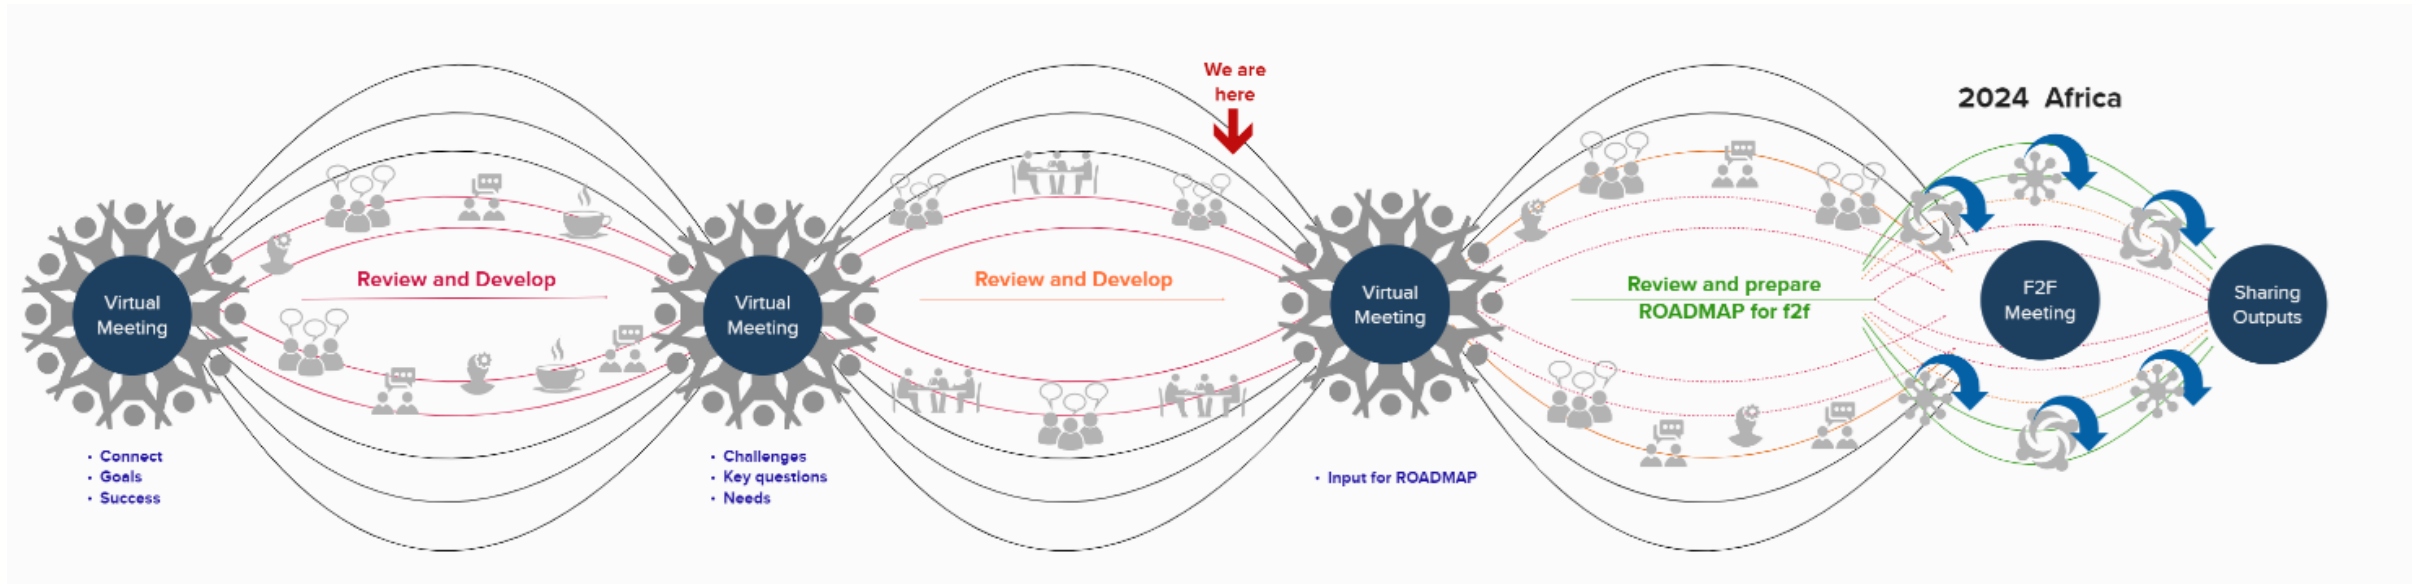 We are
here
2024 Africa
Review and Develop
Review and Develop
Review and prepare
ROADMAP for f2f
Virtual
Meeting
Virtual
Meeting
Virtual
Meeting
F2F
Meeting
Sharing
Outputs
• Connect
• Goals
• Success
• Challenges
• Key questions
• Needs
• Input for ROADMAP